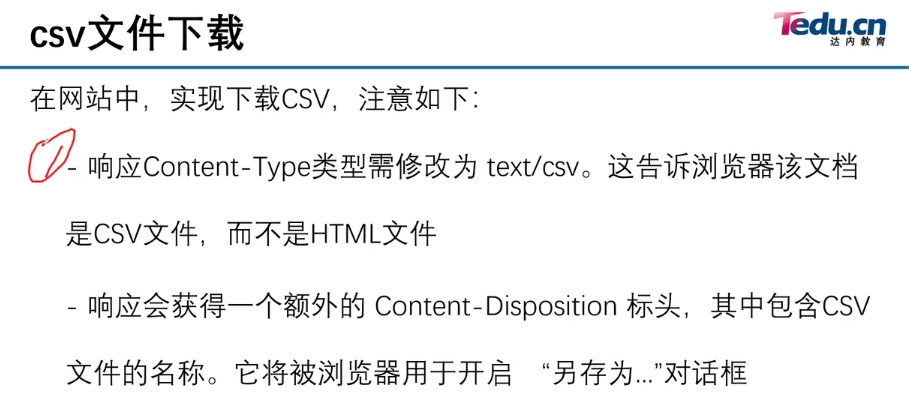 csv文件下载
Tedu.cn
达内教育
在网站中，实现下载CSV，注意如下：
- 响应Content-Type类型需修改为 text/csv。这告诉浏览器该文档
是CSV文件，而不是HTML文件
- 响应会获得一个额外的 Content-Disposition 标头，其中包含CSV
文件的名称。它将被浏览器用于开启 “另存为...”对话框